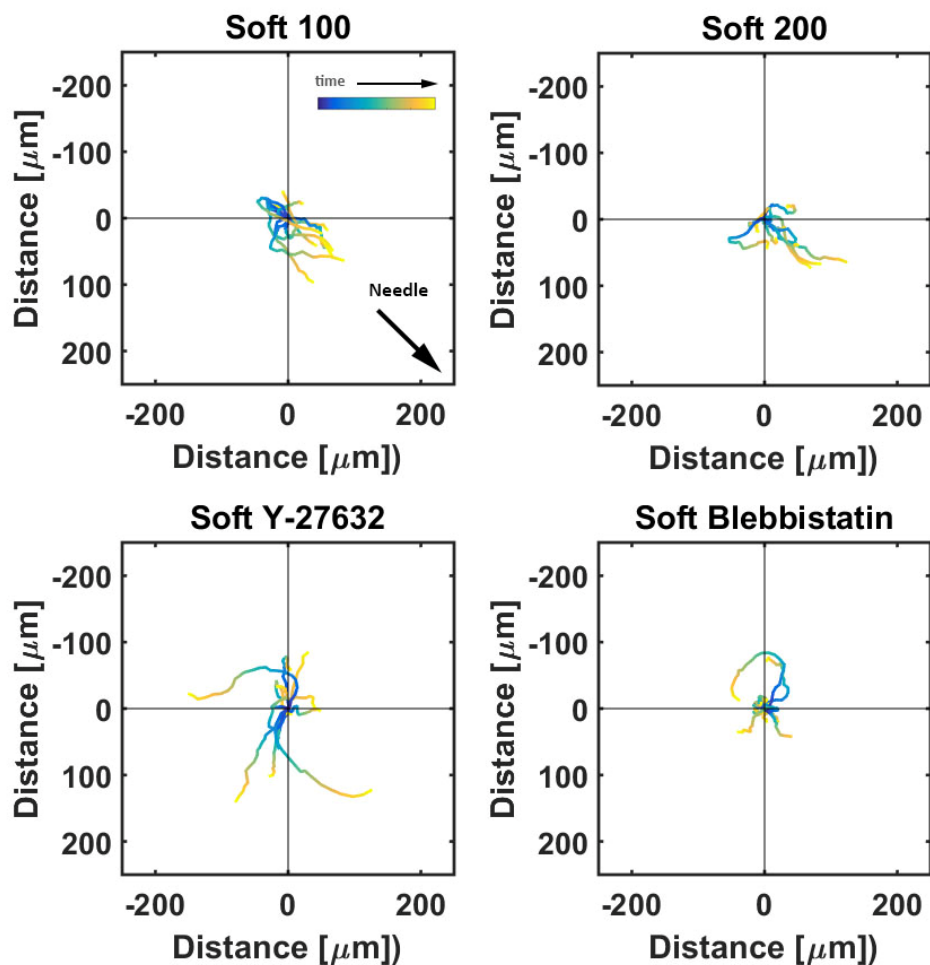 Soft 100
time
-200
-100
0
100
200
Distance [μm]
Needle
-200 0 200
Distance [μm])
Soft 200
-200
-100
0
100
200
Distance [μm]
-200 0 200
Distance [μm])
Soft Y-27632
-200
-100
0
100
200
Distance [μm]
-200 0 200
Distance [μm])
Soft Blebbistatin
-200
-100
0
100
200
Distance [μm]
-200 0 200
Distance [μm])